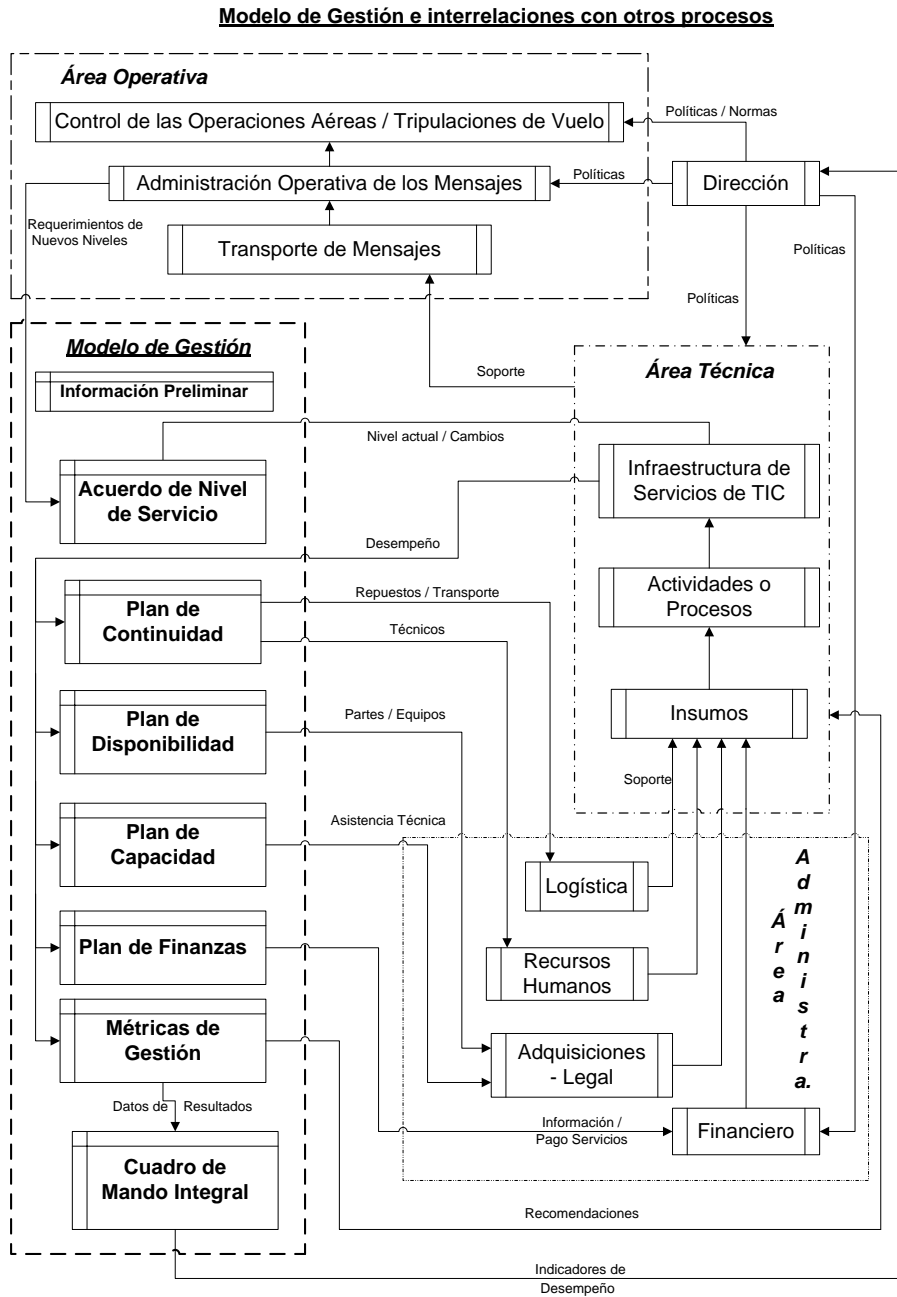 Modelo de Gestión e interrelaciones con otros procesos
Área Operativa
Control de las Operaciones Aéreas / Tripulaciones de Vuelo
Políticas / Normas
Administración Operativa de los Mensajes
Políticas
Dirección
Requerimientos de
Nuevos Niveles
Transporte de Mensajes
Políticas
Políticas
Modelo de Gestión
Información Preliminar
Soporte
Área Técnica
Nivel actual / Cambios
Acuerdo de Nivel
de Servicio
Infraestructura de
Servicios de TIC
Desempeño
Plan de
Continuidad
Repuestos / Transporte
Técnicos
Actividades o
Procesos
Plan de
Disponibilidad
Partes / Equipos
Insumos
Soporte
Plan de
Capacidad
Asistencia Técnica
Logística
Área
Administra.
Plan de Finanzas
Recursos
Humanos
Métricas de
Gestión
Adquisiciones
- Legal
Datos de Resultados
Información /
Pago Servicios
Financiero
Cuadro de
Mando Integral
Recomendaciones
Indicadores de
Desempeño